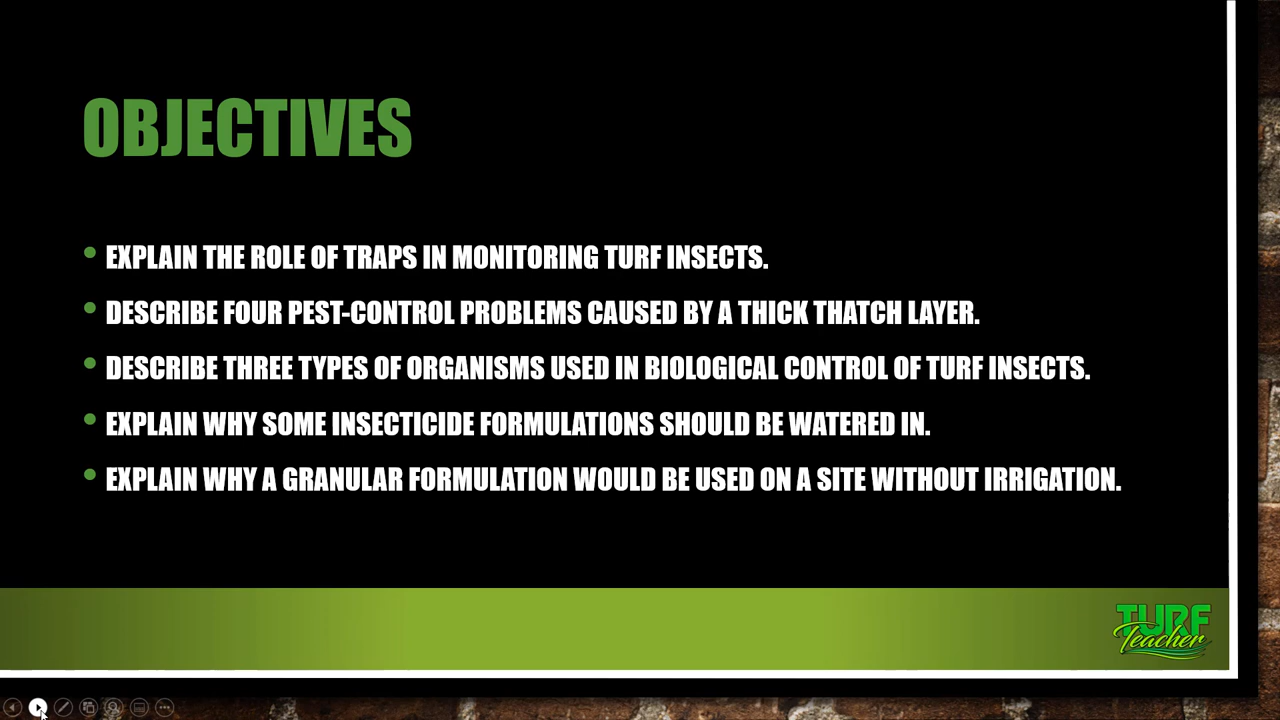 OBJECTIVES
• EXPLAIN THE ROLE OF TRAPS IN MONITORING TURF INSECTS.
• DESCRIBE FOUR PEST-CONTROL PROBLEMS CAUSED BY A THICK THATCH LAYER.
• DESCRIBE THREE TYPES OF ORGANISMS USED IN BIOLOGICAL CONTROL OF TURF INSECTS.
• EXPLAIN WHY SOME INSECTICIDE FORMULATIONS SHOULD BE WATERED IN.
• EXPLAIN WHY A GRANULAR FORMULATION WOULD BE USED ON A SITE WITHOUT IRRIGATION.
TURF
Teacher